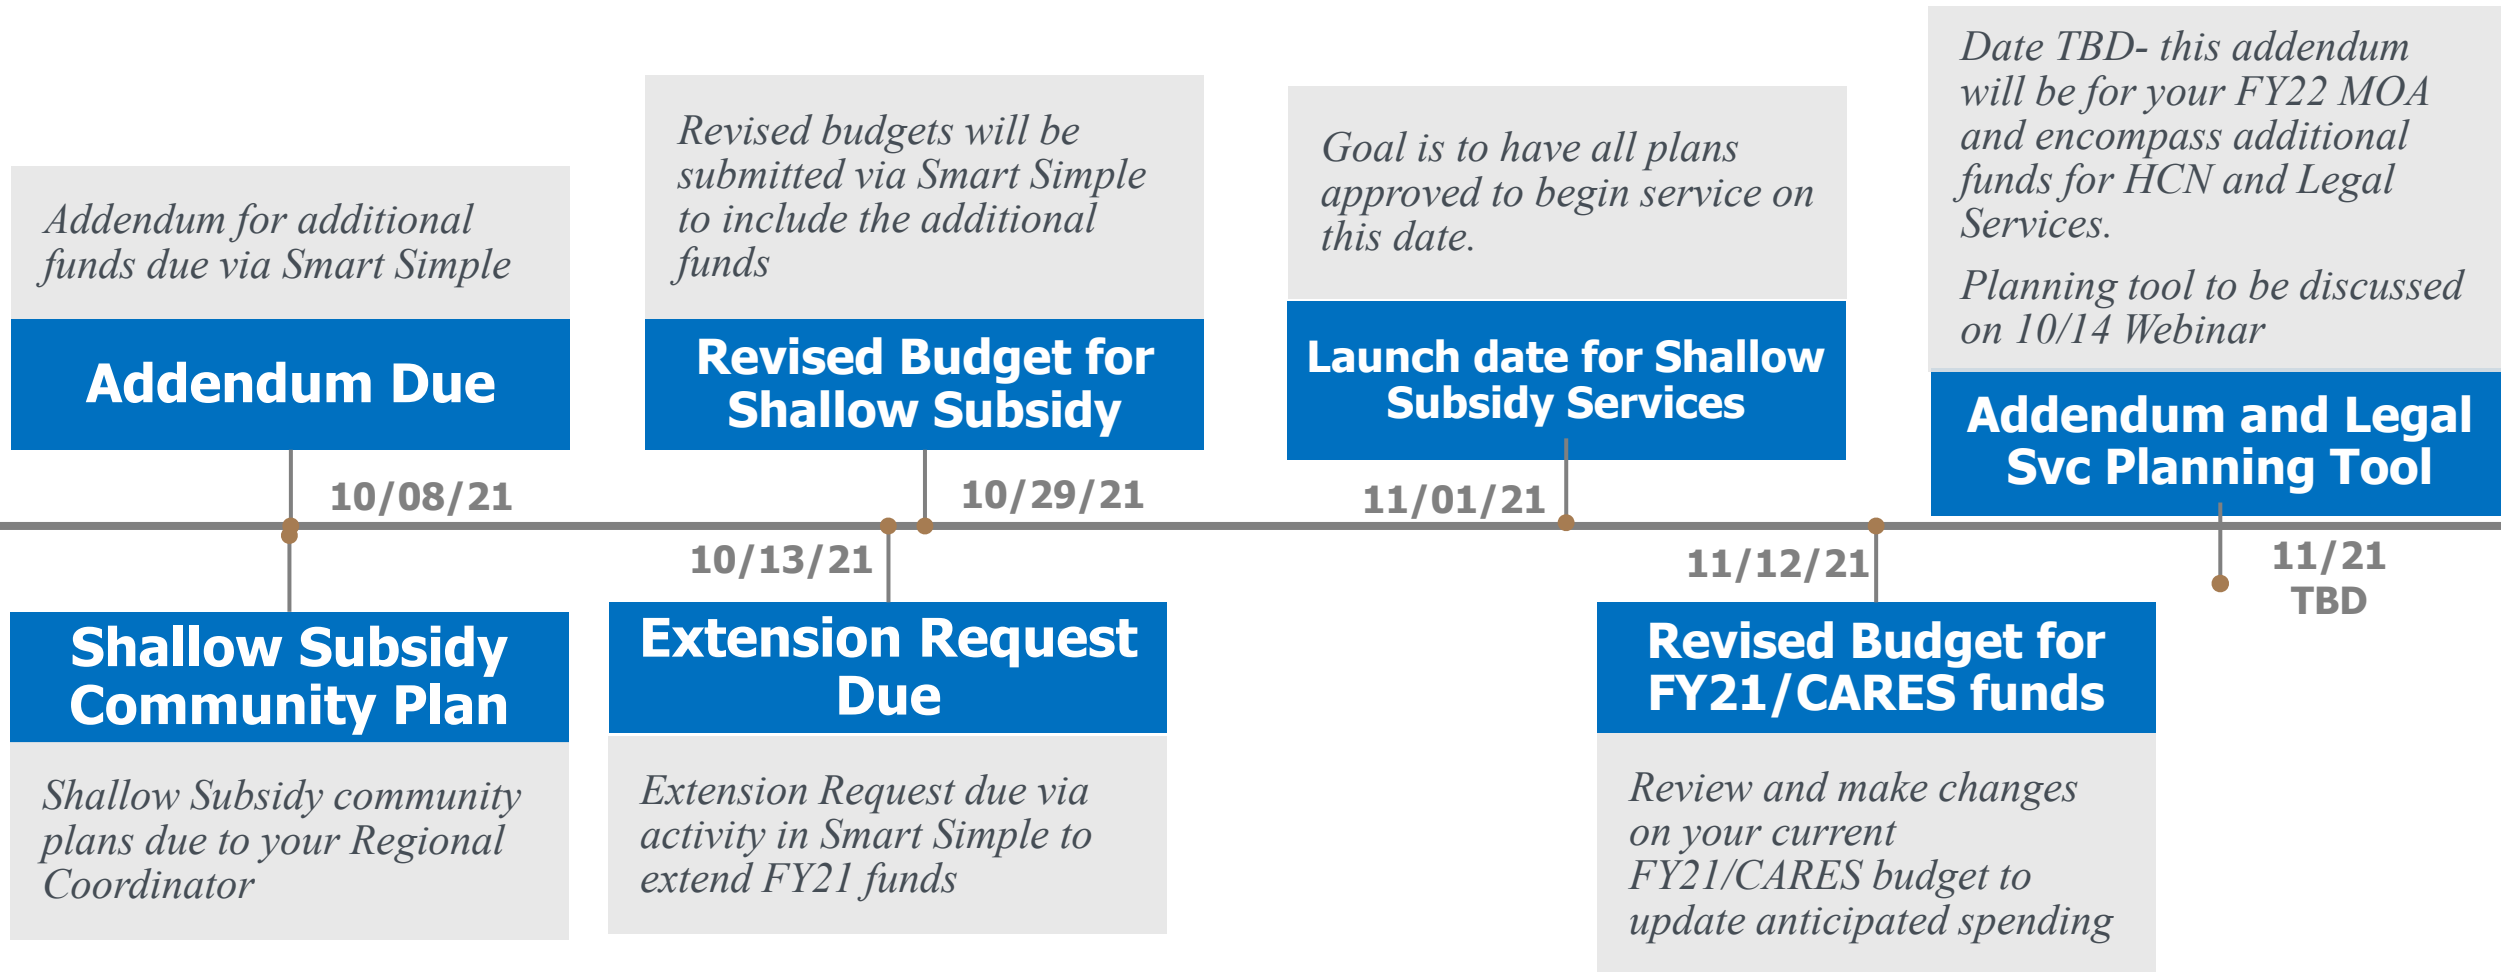 Addendum for additional
funds due via Smart Simple
Addendum Due
10/08/21
Shallow Subsidy
Community Plan
Shallow Subsidy community
plans due to your Regional
Coordinator
Revised budgets will be
submitted via Smart Simple
to include the additional
funds
Revised Budget for
Shallow Subsidy
10/29/21
10/13/21
Extension Request
Due
Extension Request due via
activity in Smart Simple to
extend FY21 funds
Goal is to have all plans
approved to begin service on
this date.
Launch date for Shallow
Subsidy Services
11/01/21
11/12/21
Revised Budget for
FY21/CARES funds
Review and make changes
on your current
FY21/CARES budget to
update anticipated spending
Date TBD- this addendum
will be for your FY22 MOA
and encompass additional
funds for HCN and Legal
Services.
Planning tool to be discussed
on 10/14 Webinar
Addendum and Legal
Svc Planning Tool
11/21
TBD